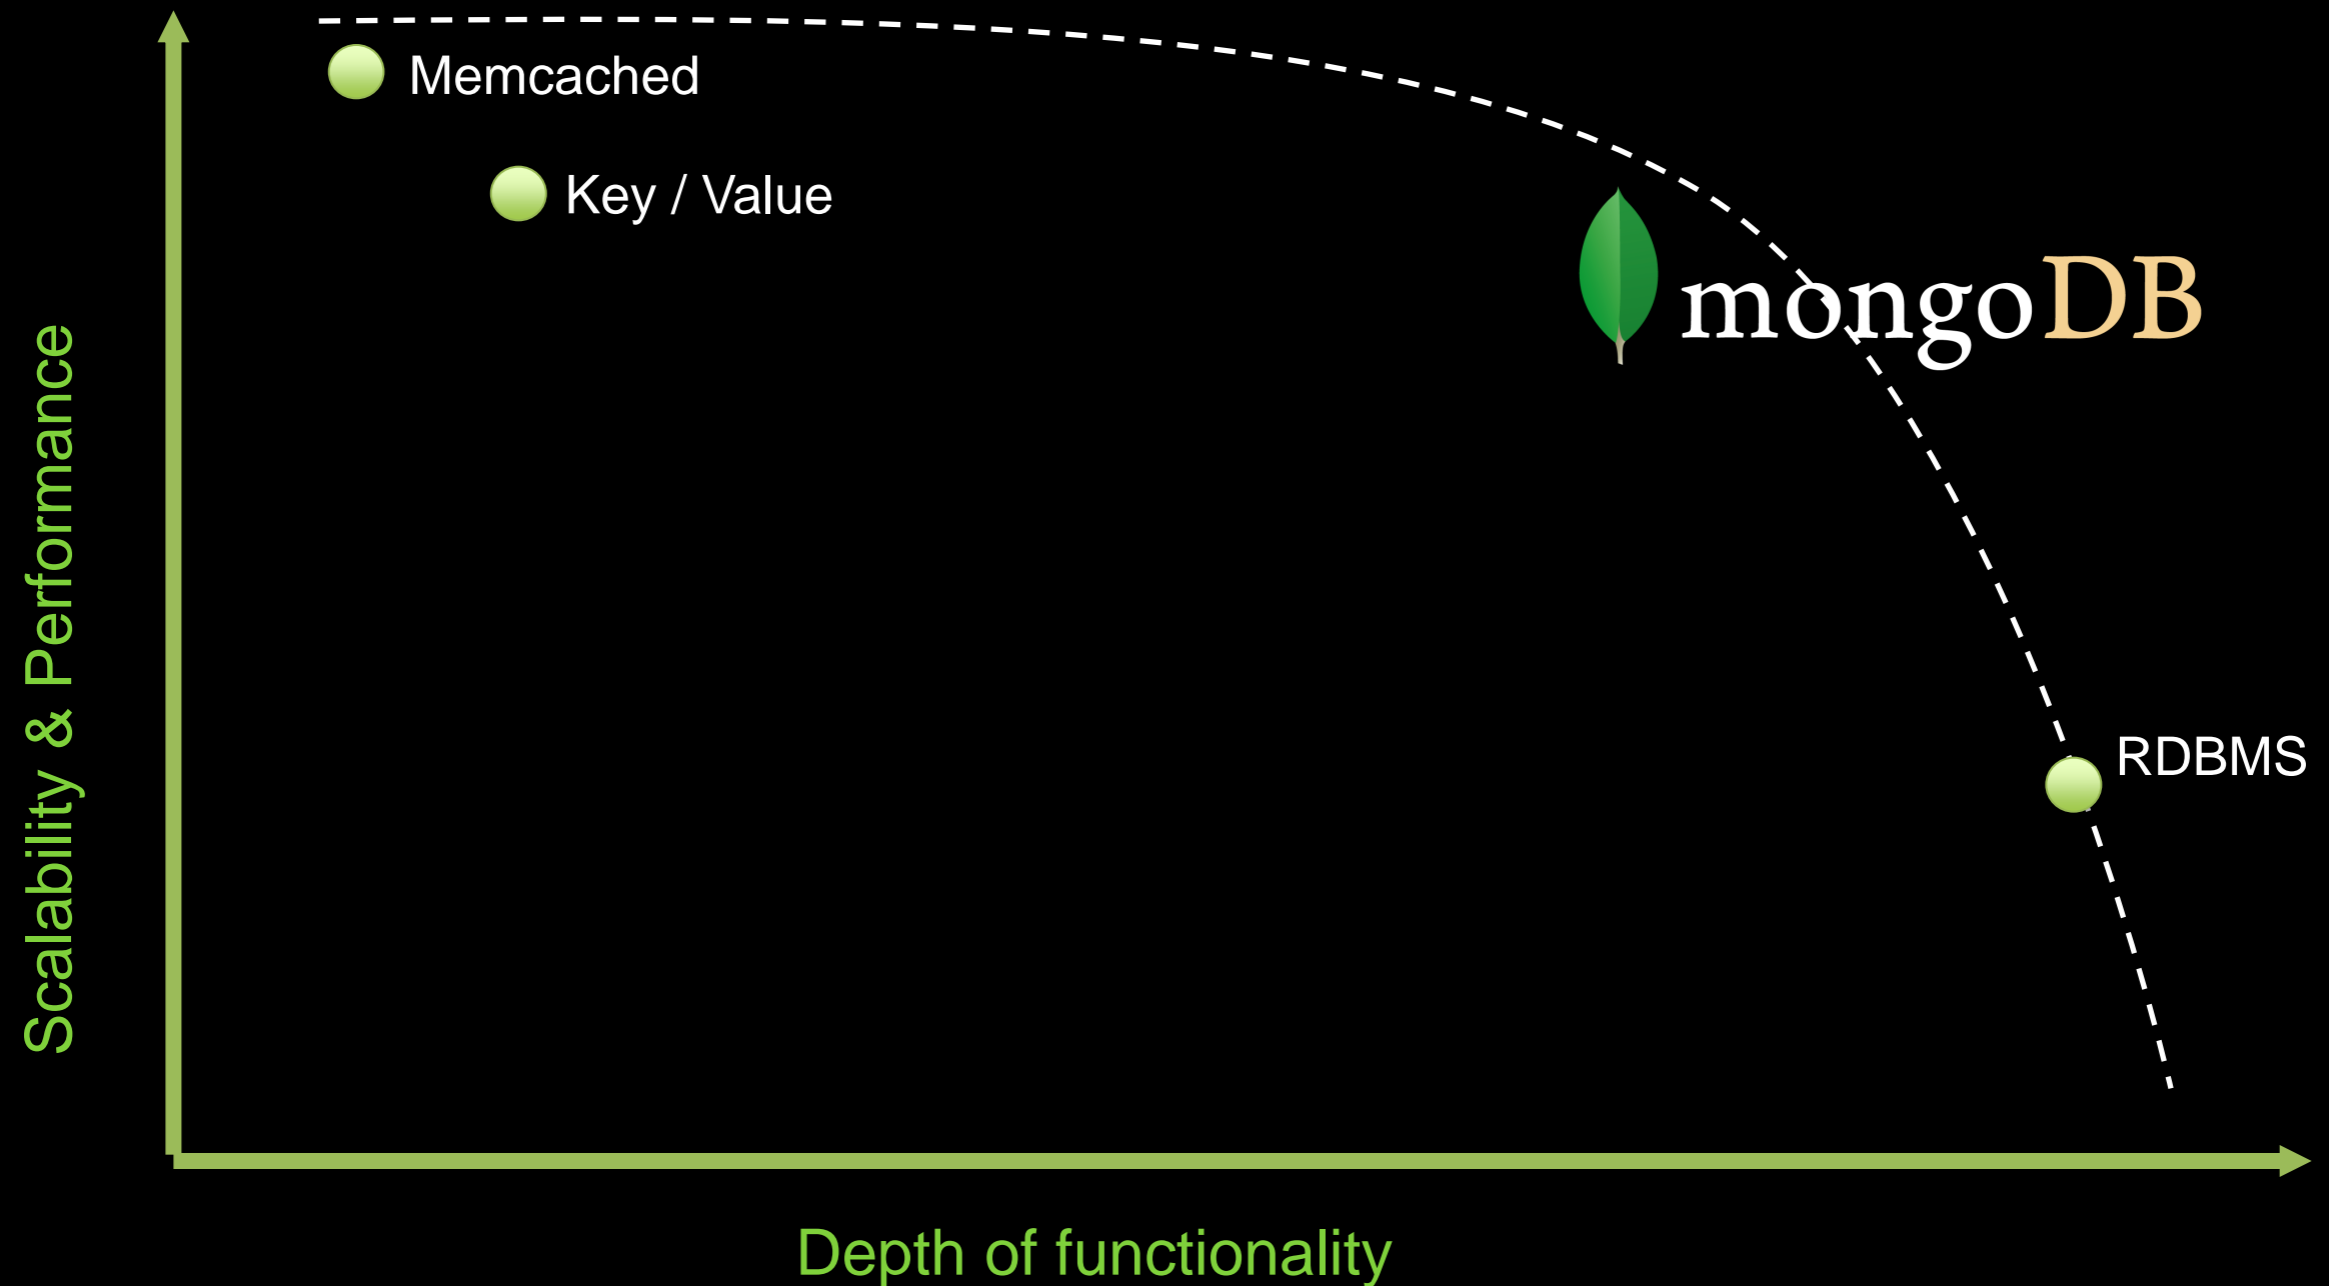 Memcached
Key / Value
mongoDB
RDBMS
Scalability & Performance
Depth of functionality